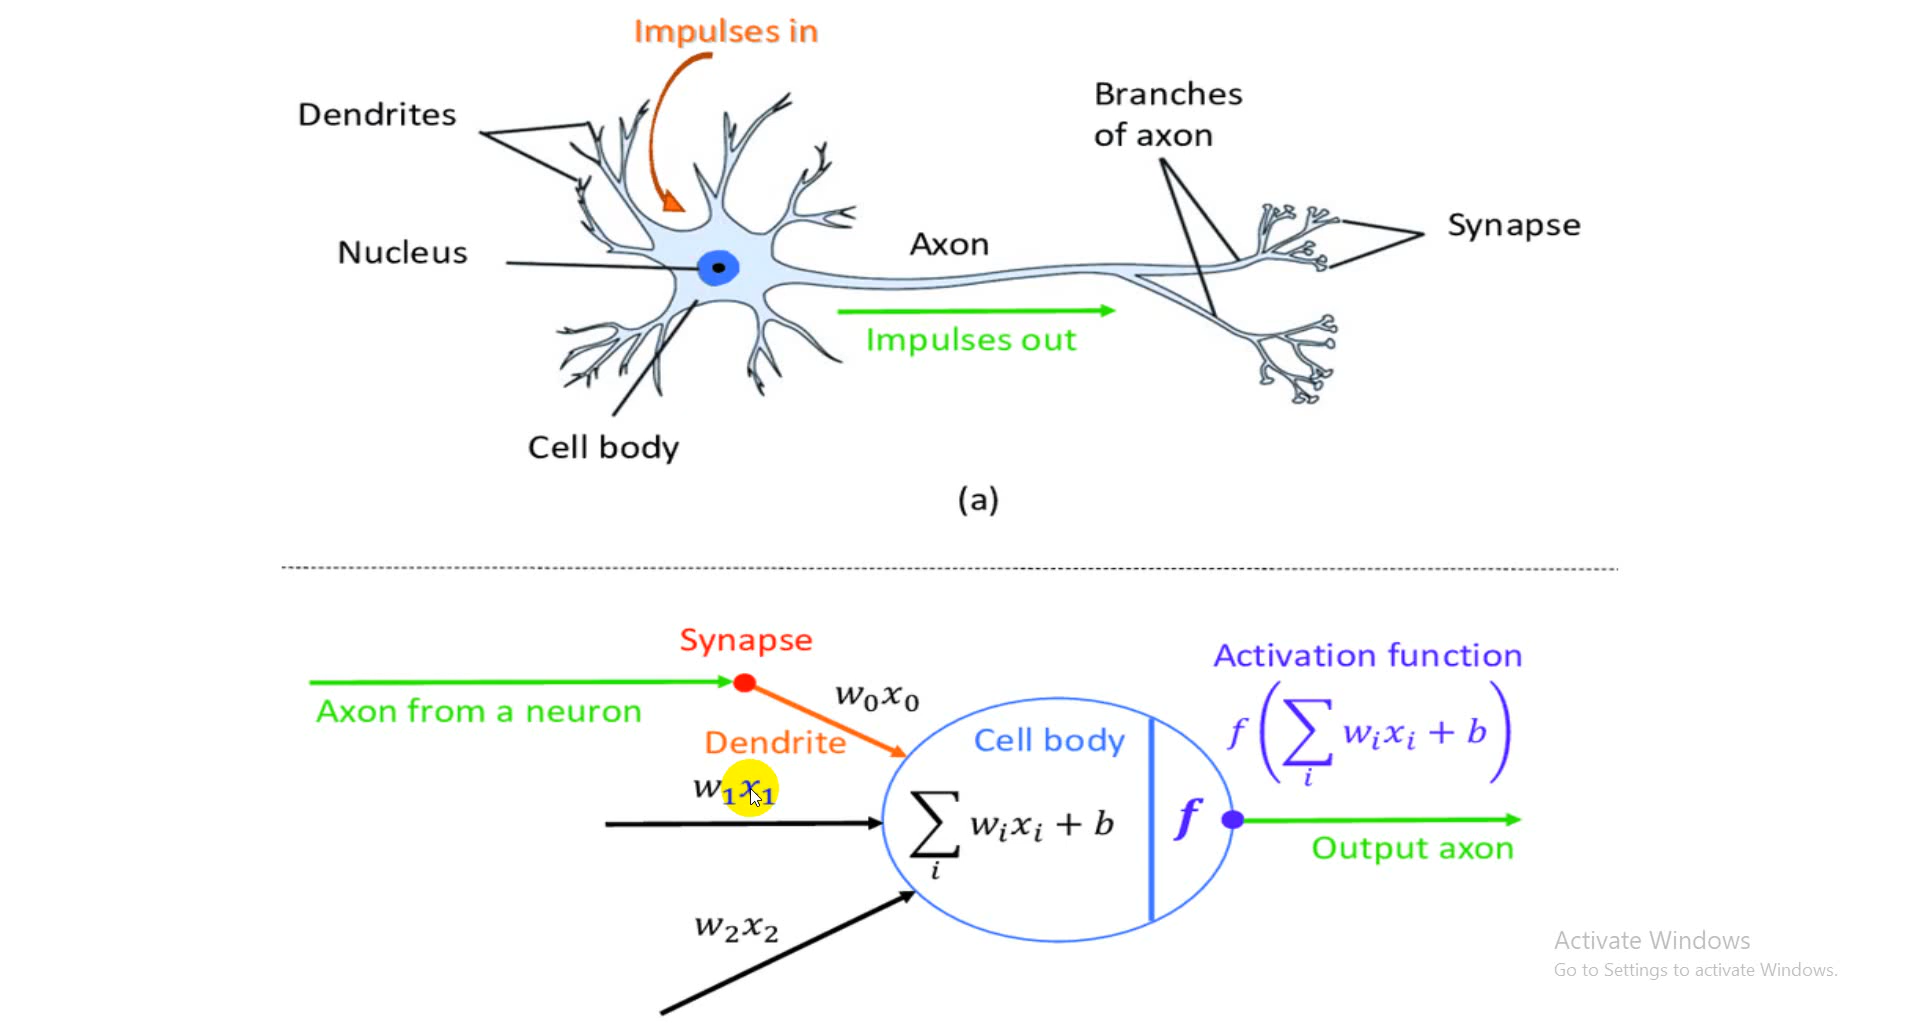 Impulses in
Dendrites
Branches
of axon
Synapse
Nucleus
Axon
Impulses out
Cell body
(a)
Synapse
Activation function
w₀x₀
f(∑ᵢ wᵢxᵢ + b)
Axon from a neuron
Dendrite
Cell body
w₁x₁
∑ᵢ wᵢxᵢ + b
f
Output axon
w₂x₂
Activate Windows
Go to Settings to activate Windows.